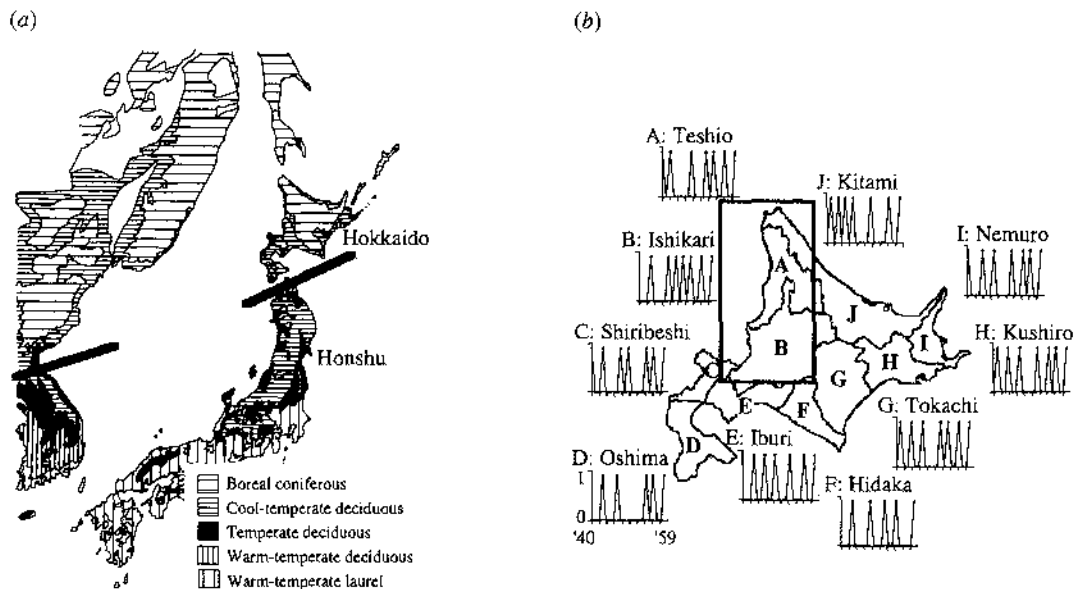 (a)
Hokkaido
Honshu
Boreal coniferous
Cool-temperate deciduous
Temperate deciduous
Warm-temperate deciduous
Warm-temperate laurel
(b)
A: Teshio
J: Kitami
B: Ishikari
I: Nemuro
C: Shiribeshi
H: Kushiro
G: Tokachi
D: Oshima
E: Iburi
F: Hidaka
1
0
'40
'59
A
J
B
I
H
G
C
E
F
D